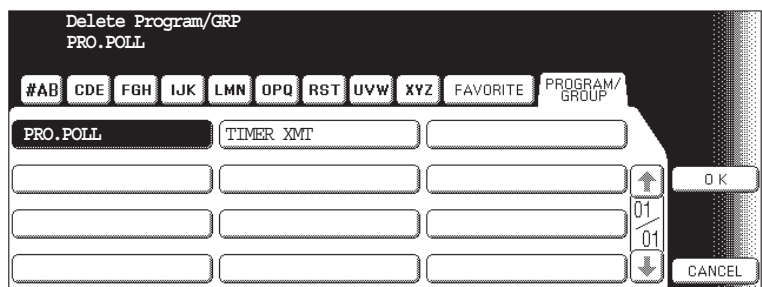 Delete Program/GRP
PRO.POLL
#AB CDE FGH IJK LMN OPQ RST UVW XYZ FAVORITE PROGRAM/
GROUP
PRO.POLL TIMER XMT
OK
01
01
CANCEL